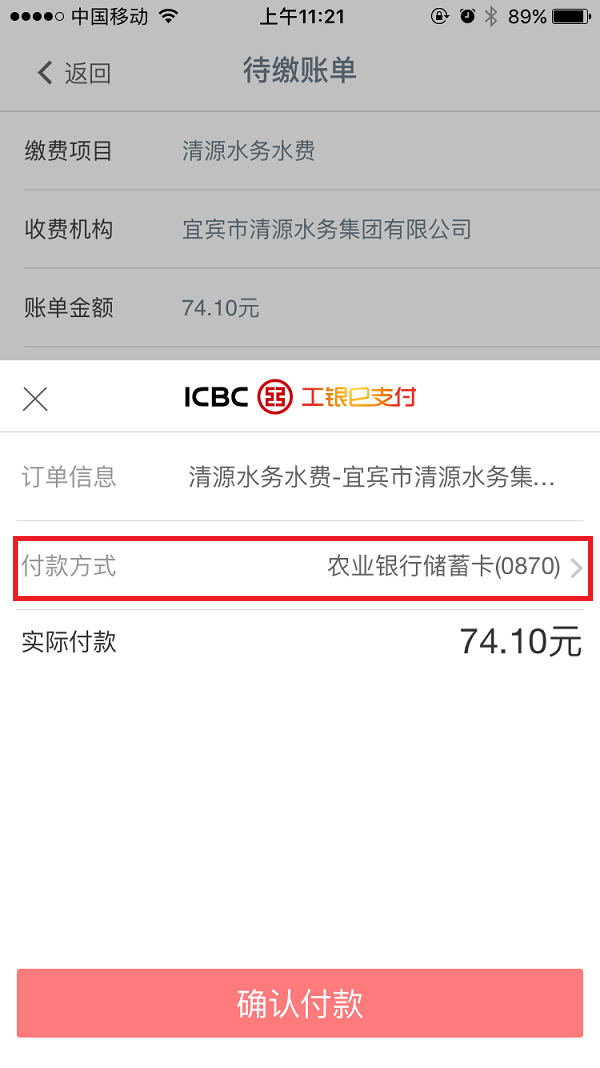 中国移动 上午11:21 89%
返回 待缴账单
缴费项目 清源水务水费
收费机构 宜宾市清源水务集团有限公司
账单金额 74.10元
ICBC 工银e支付
订单信息 清源水务水费-宜宾市清源水务集...
付款方式 农业银行储蓄卡(0870)
实际付款 74.10元
确认付款